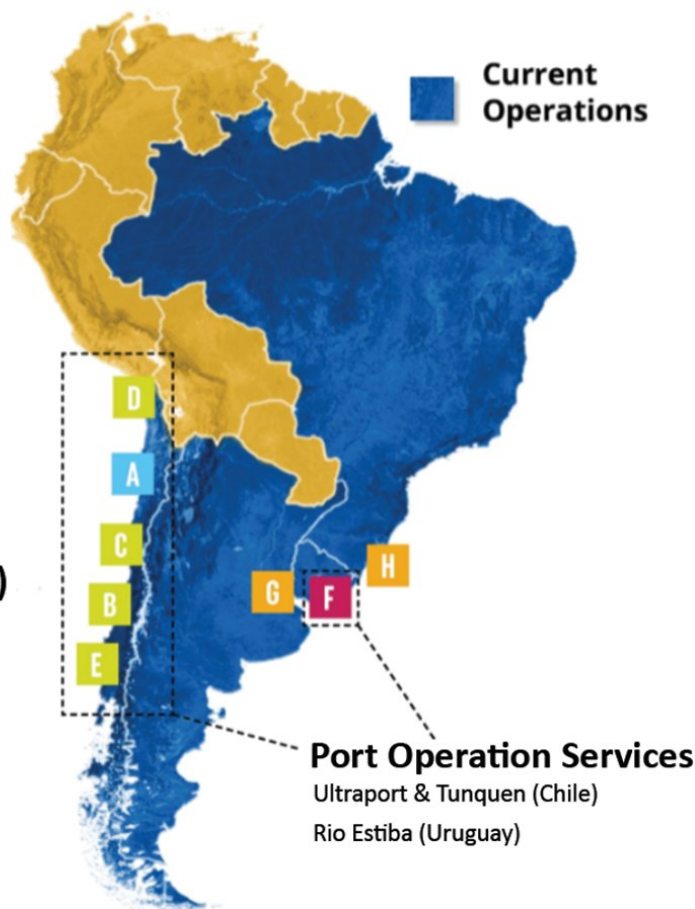 Current
Operations
D
A
C
H
)
G
F
B
E
Port Operation Services
Ultraport & Tunquen (Chile)
Rio Estiba (Uruguay)